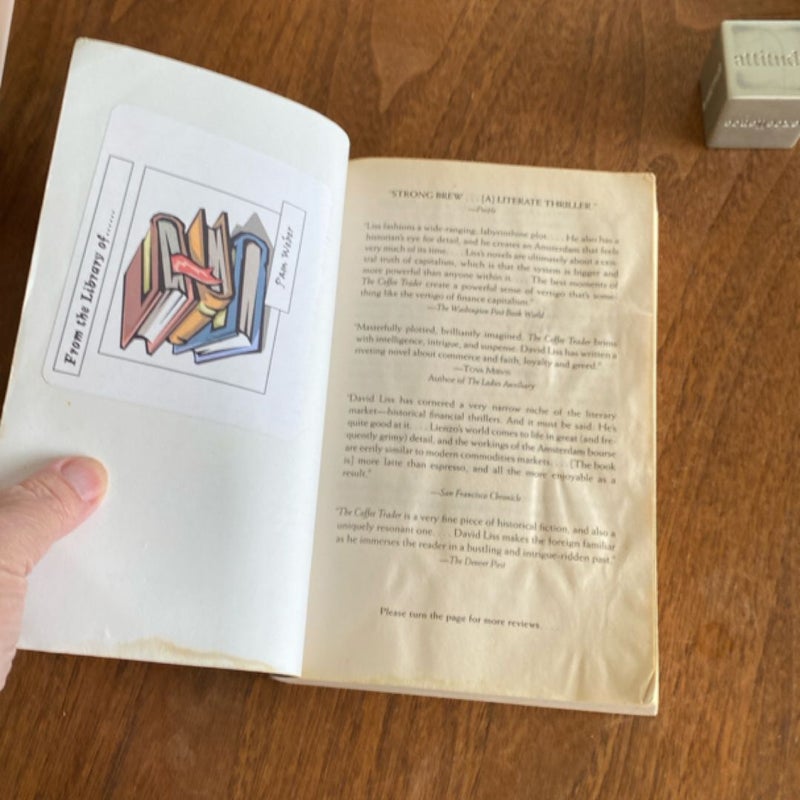 From the Library of......
Pam Weber
"STRONG BREW . . . [A] LITERATE THRILLER."
—People
"Liss fashions a wide-ranging, labyrinthine plot. . . . He also has a
historian's eye for detail, and he creates an Amsterdam that feels
very much of its time. . . . Liss's novels are ultimately about a cen-
tral truth of capitalism, which is that the system is bigger and
more powerful than anyone within it. . . . The best moments of
The Coffee Trader create a powerful sense of vertigo that's some-
thing like the vertigo of finance capitalism."
—The Washington Post Book World
"Masterfully plotted, brilliantly imagined, The Coffee Trader brims
with intelligence, intrigue, and suspense. David Liss has written a
riveting novel about commerce and faith, loyalty and greed."
—TOVA MIRVIS
Author of The Ladies Auxiliary
"David Liss has cornered a very narrow niche of the literary
market—historical financial thrillers. And it must be said: He's
quite good at it. . . . Lienzo's world comes to life in great (and fre-
quently grimy) detail, and the workings of the Amsterdam bourse
are eerily similar to modern commodities markets. . . . [The book
is] more latte than espresso, and all the more enjoyable as a
result."
—San Francisco Chronicle
"The Coffee Trader is a very fine piece of historical fiction, and also a
uniquely resonant one. . . . David Liss makes the foreign familiar
as he immerses the reader in a bustling and intrigue-ridden past."
—The Denver Post
Please turn the page for more reviews. . . .
attitud